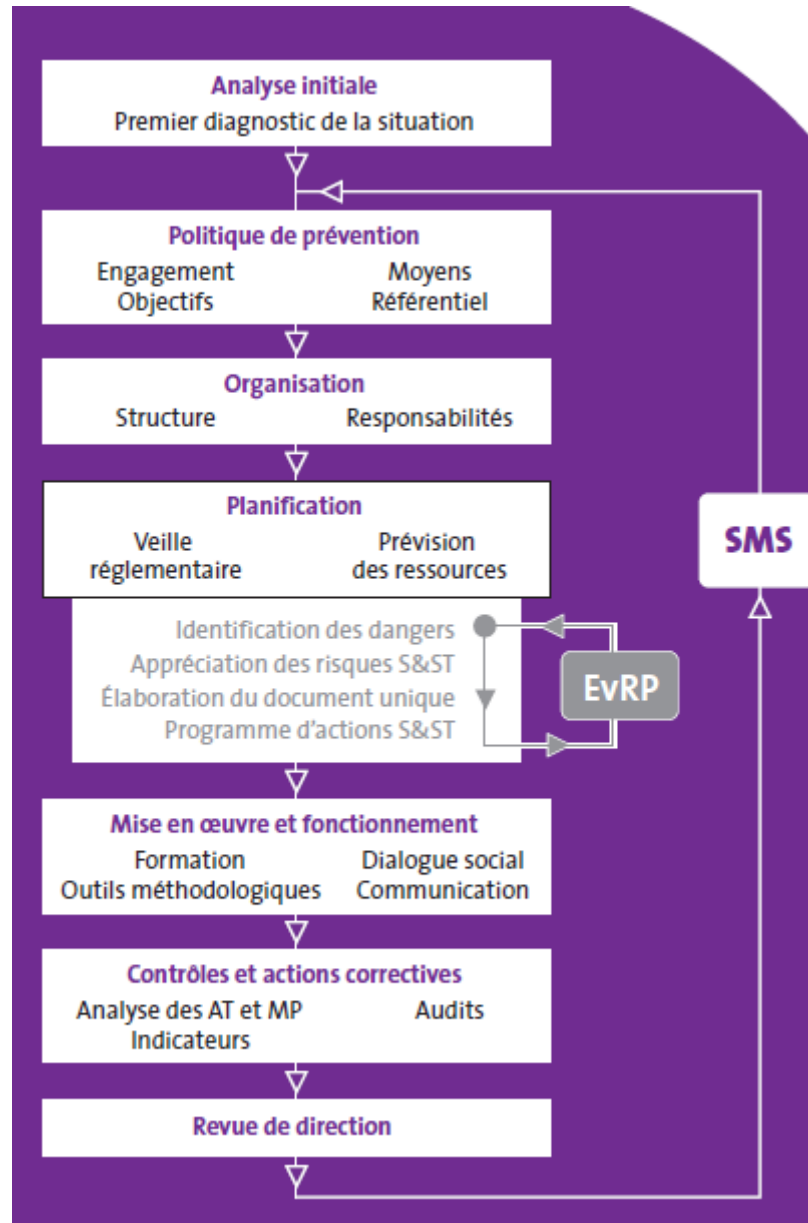 Analyse initiale
Premier diagnostic de la situation
Politique de prévention
Engagement Moyens
Objectifs Référentiel
Organisation
Structure Responsabilités
Planification
Veille Prévision
réglementaire des ressources
SMS
Identification des dangers
Appréciation des risques S&ST
Élaboration du document unique
Programme d'actions S&ST
EvRP
Mise en œuvre et fonctionnement
Formation Dialogue social
Outils méthodologiques Communication
Contrôles et actions correctives
Analyse des AT et MP Audits
Indicateurs
Revue de direction